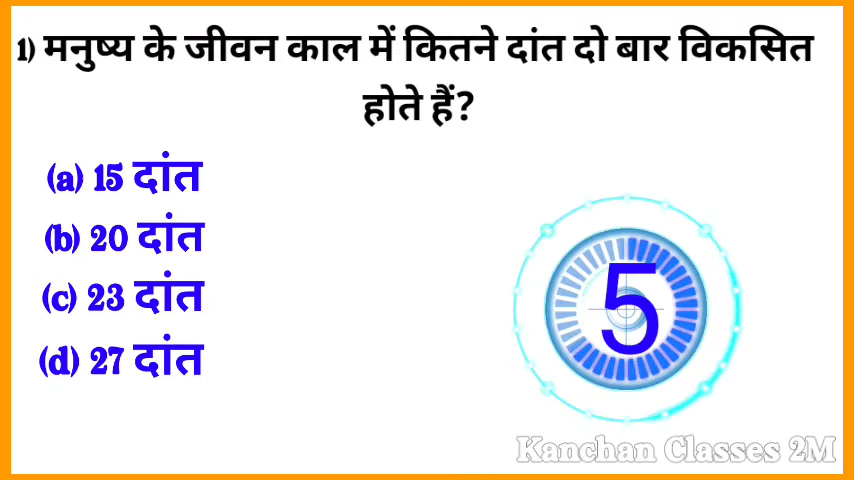 1) मनुष्य के जीवन काल में कितने दांत दो बार विकसित
होते हैं?
(a) 15 दांत
(b) 20 दांत
(c) 23 दांत
(d) 27 दांत
5
Kanchan Classes 2M